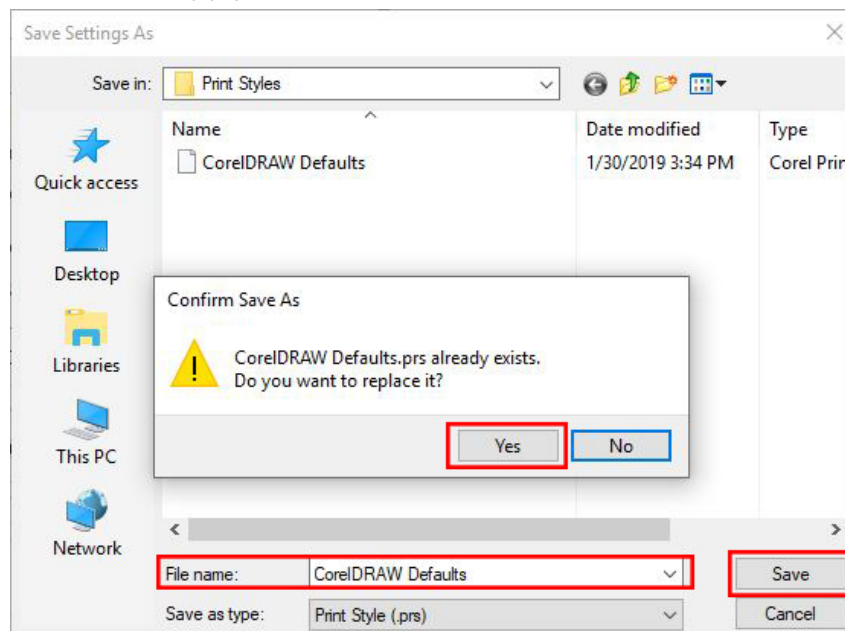 Save Settings As
Save in: Print Styles
Name Date modified Type
CorelDRAW Defaults 1/30/2019 3:34 PM Corel Prin
Quick access
Desktop
Libraries
This PC
Network
Confirm Save As
CorelDRAW Defaults.prs already exists.
Do you want to replace it?
Yes No
File name: CorelDRAW Defaults Save
Save as type: Print Style (.prs) Cancel